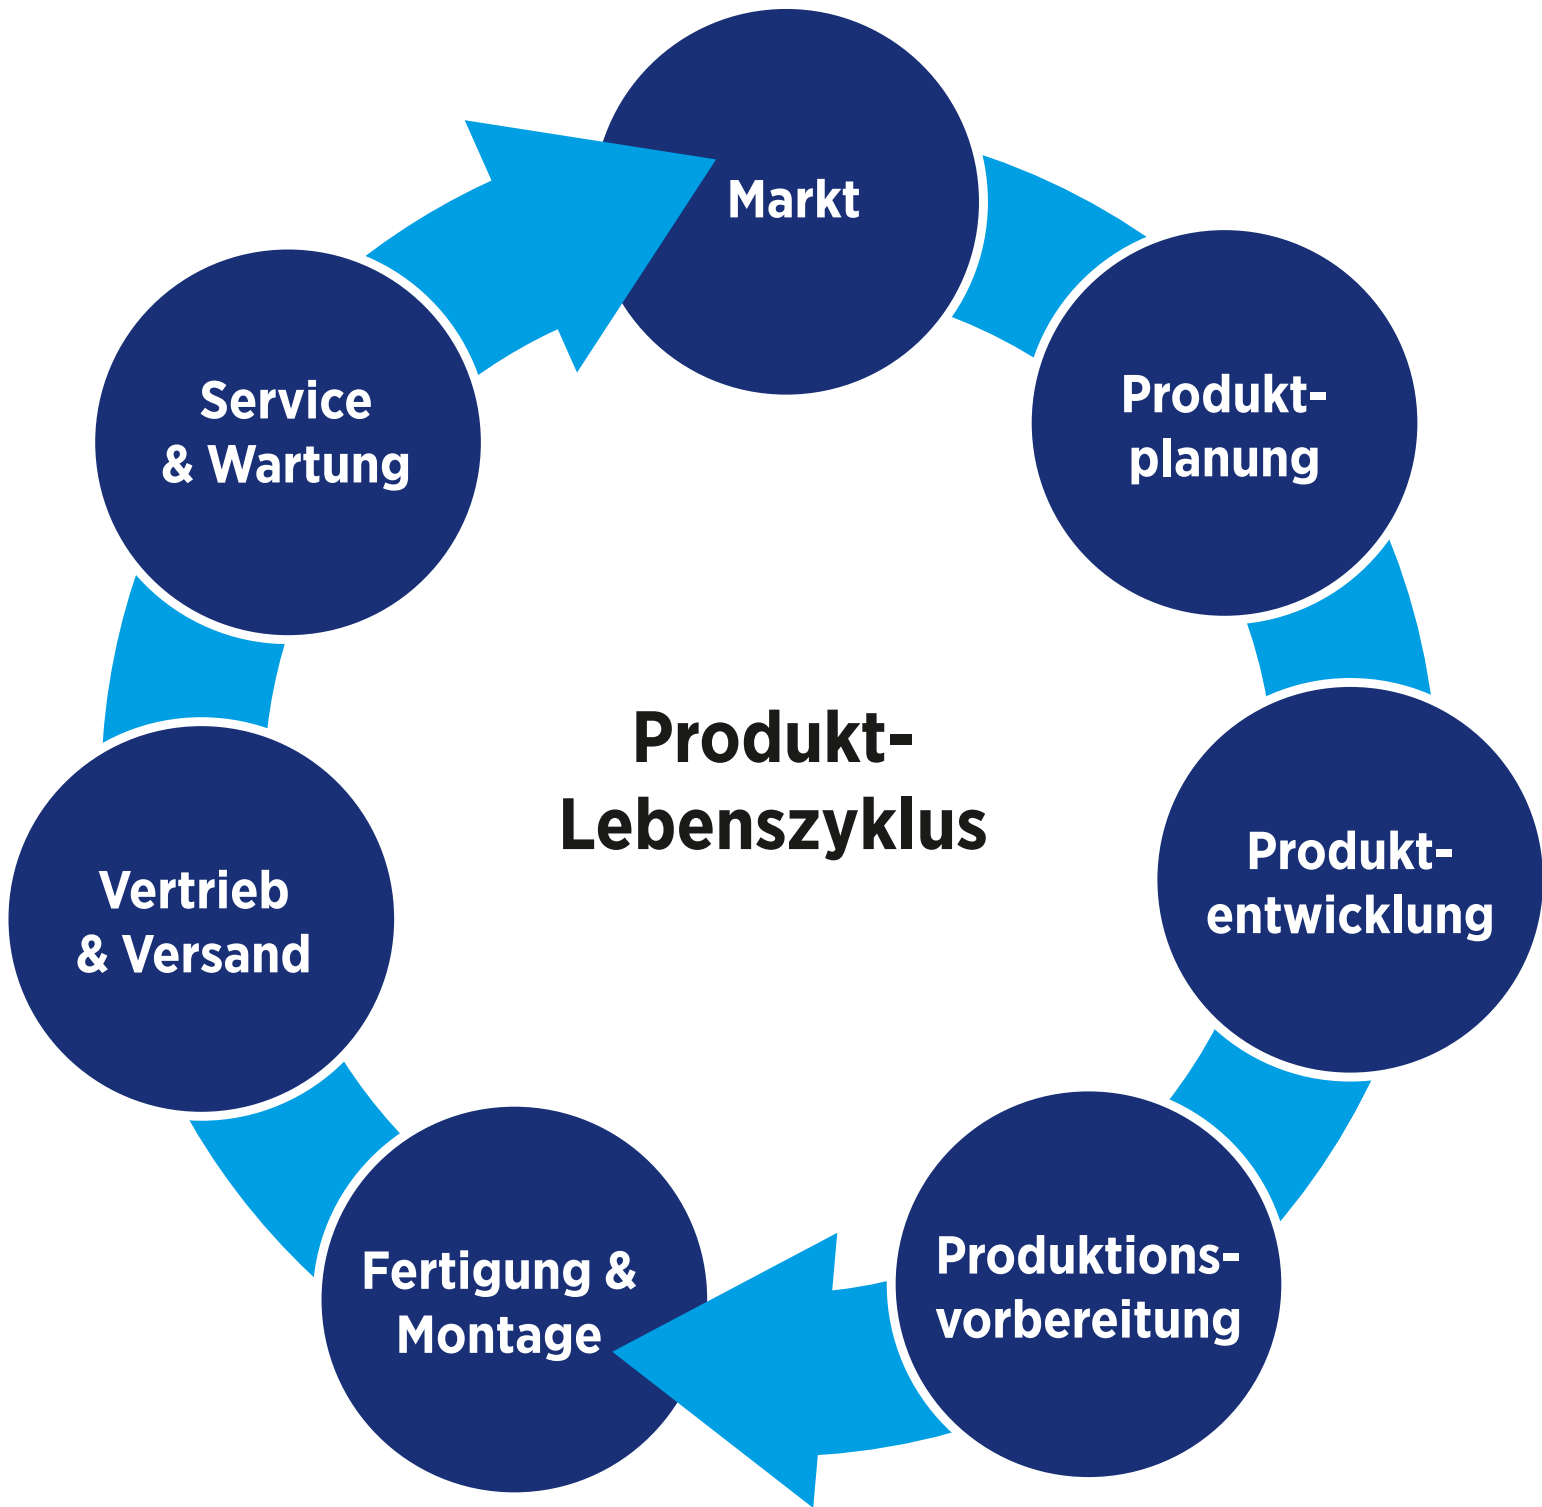 Markt
Produkt-
planung
Produkt-
entwicklung
Produktions-
vorbereitung
Fertigung &
Montage
Vertrieb
& Versand
Service
& Wartung
Produkt-
Lebenszyklus